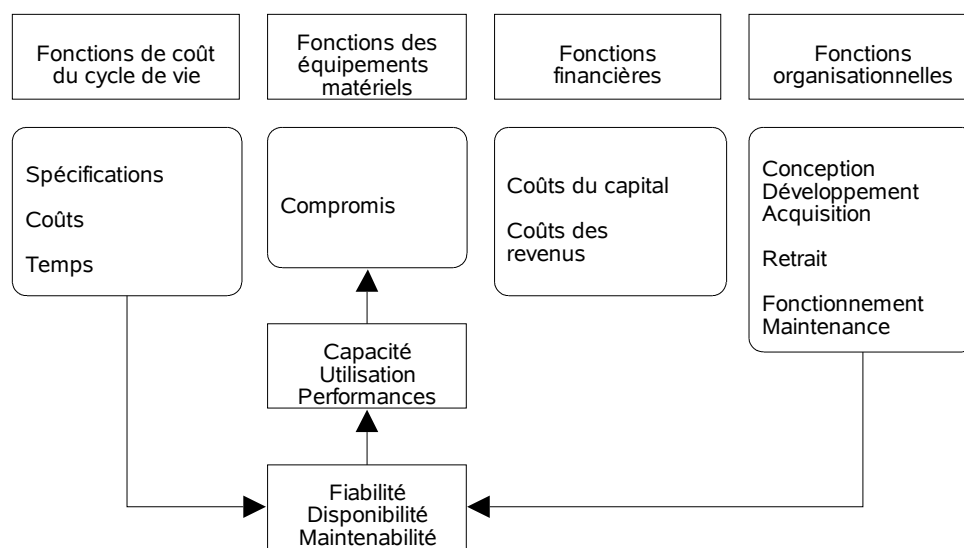 Fonctions de coût
du cycle de vie
Fonctions des
équipements
matériels
Fonctions
financières
Fonctions
organisationnelles
Spécifications
Coûts
Temps
Compromis
Coûts du capital
Coûts des
revenus
Conception
Développement
Acquisition
Retrait
Fonctionnement
Maintenance
Capacité
Utilisation
Performances
Fiabilité
Disponibilité
Maintenabilité